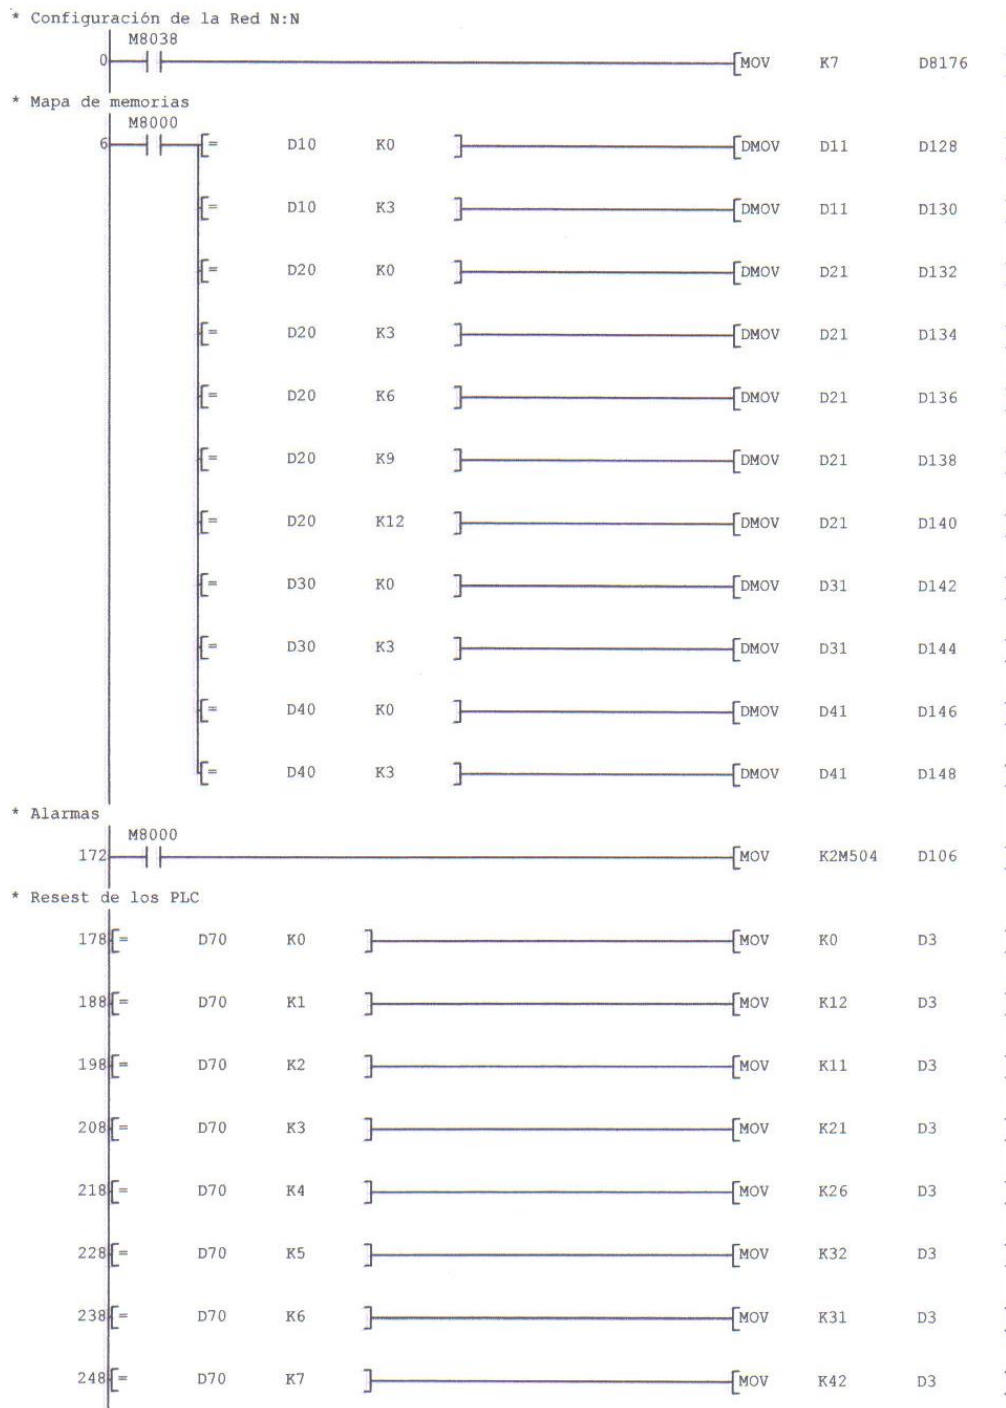 * Configuración de la Red N:N
M8038
0 MOV K7 D8176
* Mapa de memorias
M8000
6 [= D10 K0 ] [DMOV D11 D128
[= D10 K3 ] [DMOV D11 D130
[= D20 K0 ] [DMOV D21 D132
[= D20 K3 ] [DMOV D21 D134
[= D20 K6 ] [DMOV D21 D136
[= D20 K9 ] [DMOV D21 D138
[= D20 K12 ] [DMOV D21 D140
[= D30 K0 ] [DMOV D31 D142
[= D30 K3 ] [DMOV D31 D144
[= D40 K0 ] [DMOV D41 D146
[= D40 K3 ] [DMOV D41 D148
* Alarmas
M8000
172 [MOV K2M504 D106
* Resest de los PLC
178 [= D70 K0 ] [MOV K0 D3
188 [= D70 K1 ] [MOV K12 D3
198 [= D70 K2 ] [MOV K11 D3
208 [= D70 K3 ] [MOV K21 D3
218 [= D70 K4 ] [MOV K26 D3
228 [= D70 K5 ] [MOV K32 D3
238 [= D70 K6 ] [MOV K31 D3
248 [= D70 K7 ] [MOV K42 D3